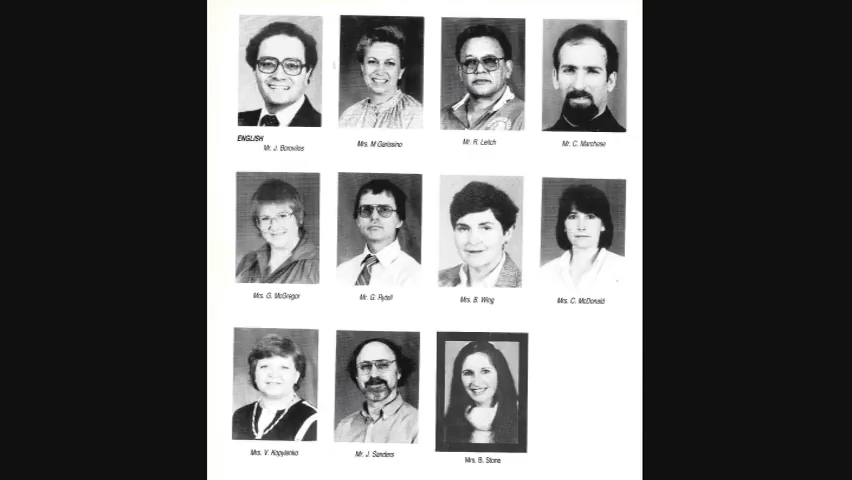 ENGLISH
Mr. J. Borovilos
Mrs. M Garissino
Mr. R. Leitch
Mr. C. Marchese
Mrs. G. McGregor
Mr. G. Rytell
Mrs. B. Wing
Mrs. C. McDonald
Mrs. V. Kopylenko
Mr. J. Sanders
Mrs. B. Stone